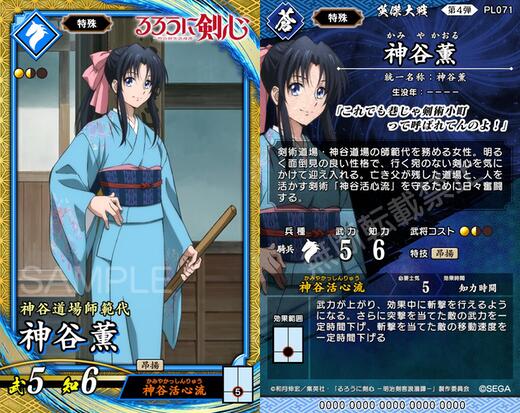 特殊
るろうに剣心
SAMPLE
神谷道場師範代
神谷薫
昂揚
武5 知6
かみやかっしんりゅう
神谷活心流
5
蒼
特殊
英傑大戦
第4弾
PL071
かみ や かおる
神谷薫
統一名称:神谷薫
生没年:ーーーー
「これでも巷じゃ剣術小町
って呼ばれてんのよ!」
剣術道場・神谷道場の師範代を務める女性。明る
く面倒見の良い性格で、行く宛のない剣心を気に
かけて迎え入れる。亡き父が残した道場と、人を
活かす剣術「神谷活心流」を守るために日々奮闘
する。
無断転載禁
兵種 武力 知力 武将コスト
騎兵 5 6 特技 昂揚
かみやかっしんりゅう 必要士気 効果時間
神谷活心流 5 知力時間
効果範囲
武力が上がり、効果中に斬撃を行えるように
なる。さらに突撃を当てた敵の武力を一
定時間下げ、斬撃を当てた敵の移動速度を
一定時間下げる
©和月伸宏/集英社・「るろうに剣心 -明治剣客浪漫譚-」製作委員会 ©SEGA
0000 0000 0000 0000 0000